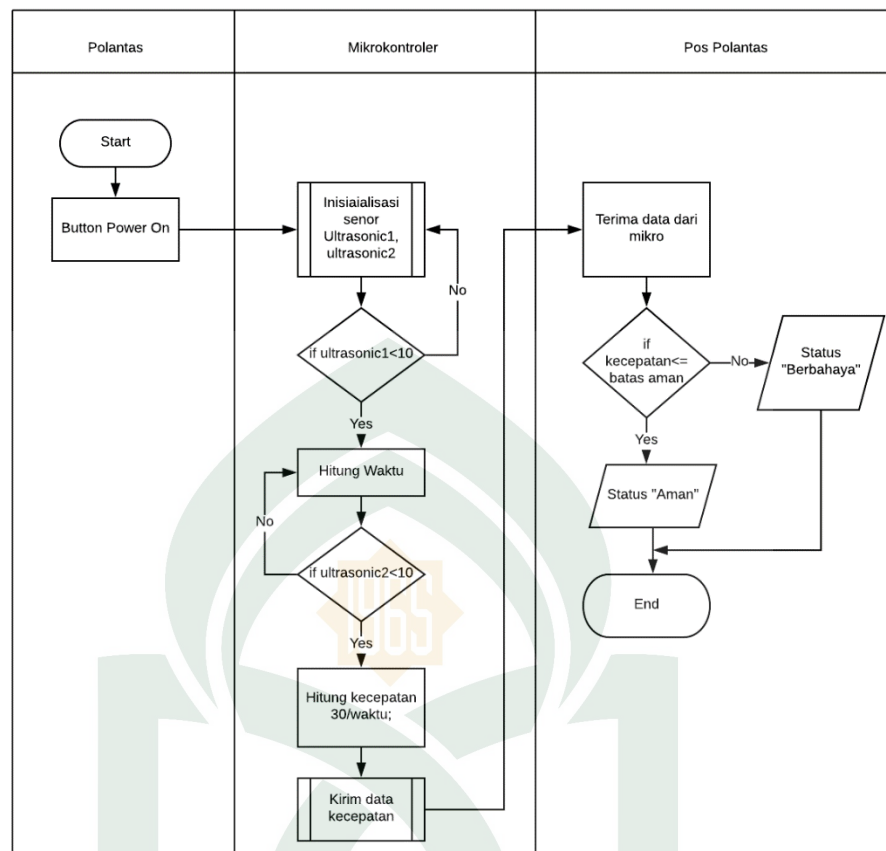 Polantas
Mikrokontroler
Pos Polantas
Start
Button Power On
Inisiaialisasi
senor
Ultrasonic1,
ultrasonic2
No
if ultrasonic1<10
Yes
Hitung Waktu
No
if ultrasonic2<10
Yes
Hitung kecepatan
30/waktu;
Kirim data
kecepatan
Terima data dari
mikro
if
kecepatan<=
batas aman
No
Status
"Berbahaya"
Yes
Status "Aman"
End
1965